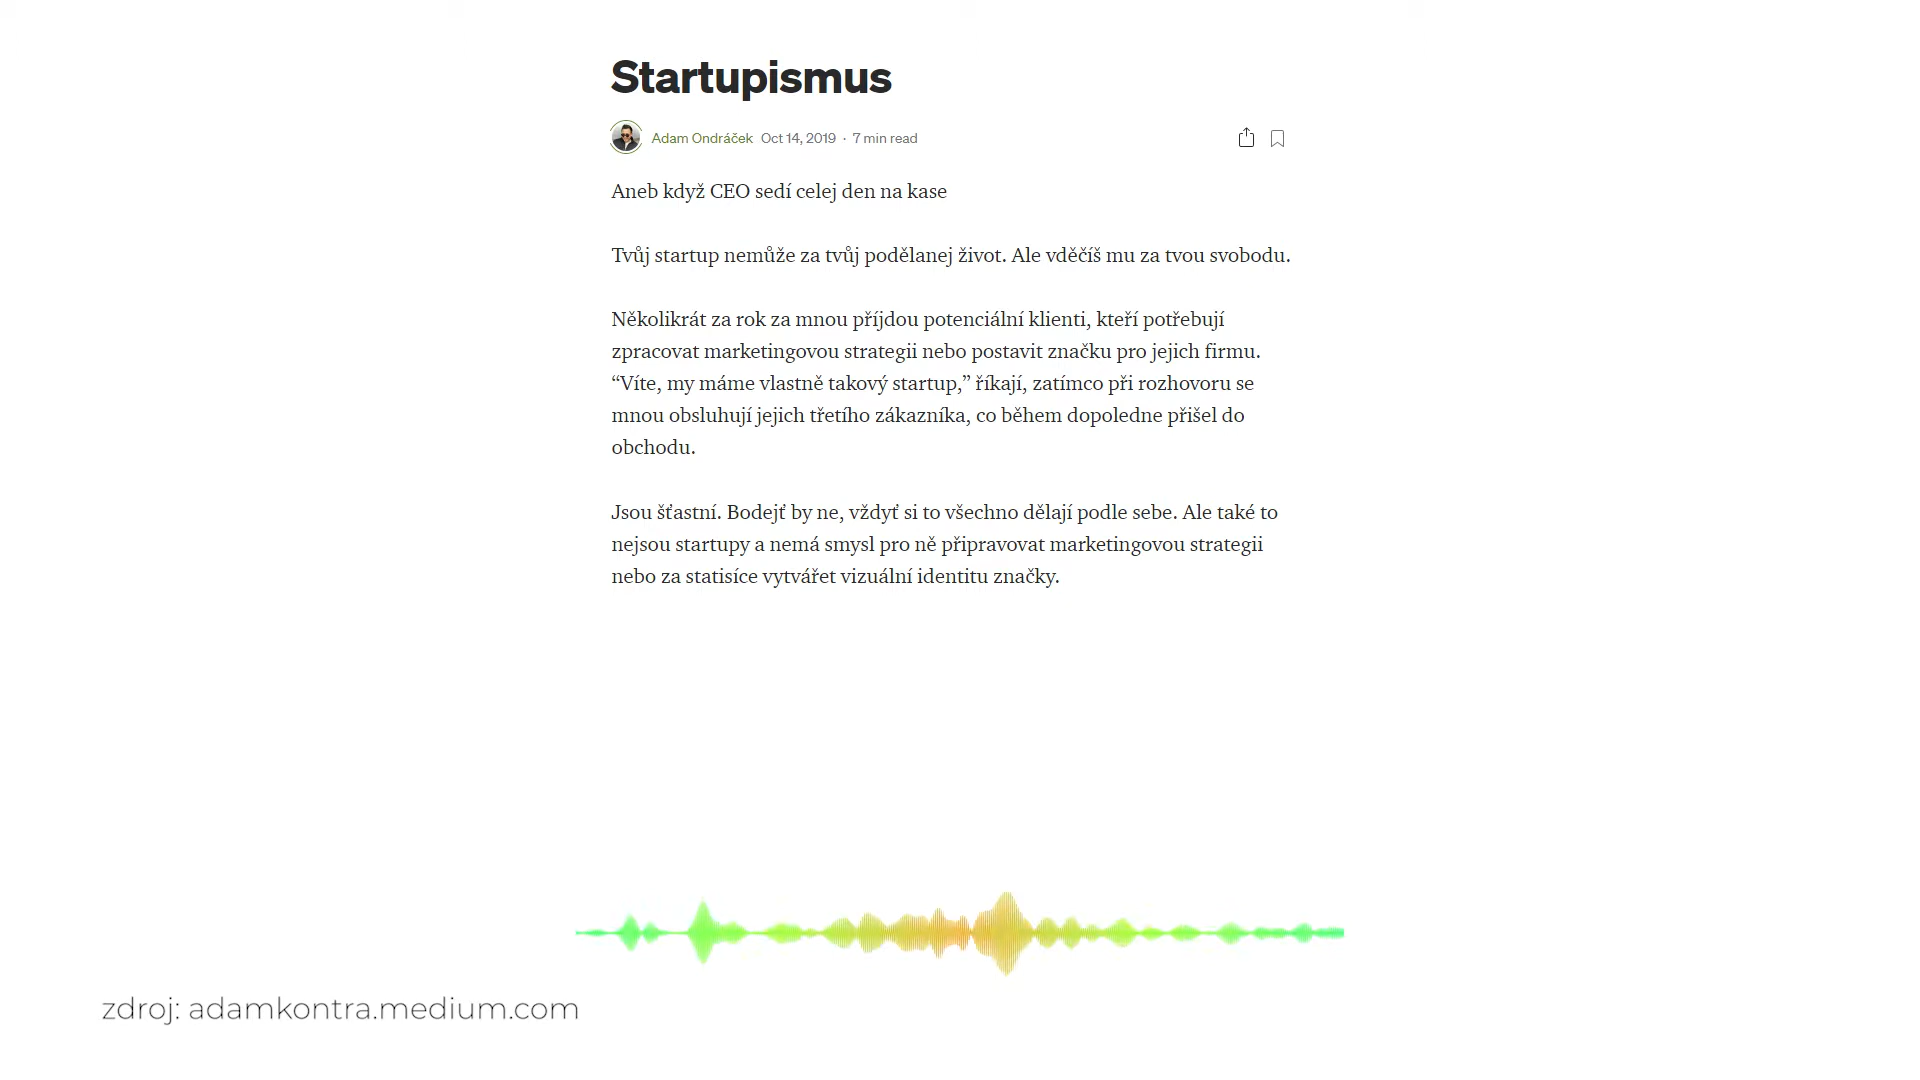 Startupismus
Adam Ondráček Oct 14, 2019 · 7 min read
Aneb když CEO sedí celej den na kase
Tvůj startup nemůže za tvůj podělanej život. Ale vděčíš mu za tvou svobodu.
Několikrát za rok za mnou příjdou potenciální klienti, kteří potřebují
zpracovat marketingovou strategii nebo postavit značku pro jejich firmu.
“Víte, my máme vlastně takový startup,” říkají, zatímco při rozhovoru se
mnou obsluhují jejich třetího zákazníka, co během dopoledne přišel do
obchodu.
Jsou šťastní. Bodejť by ne, vždyť si to všechno dělají podle sebe. Ale také to
nejsou startupy a nemá smysl pro ně připravovat marketingovou strategii
nebo za statisíce vytvářet vizuální identitu značky.
zdroj: adamkontra.medium.com